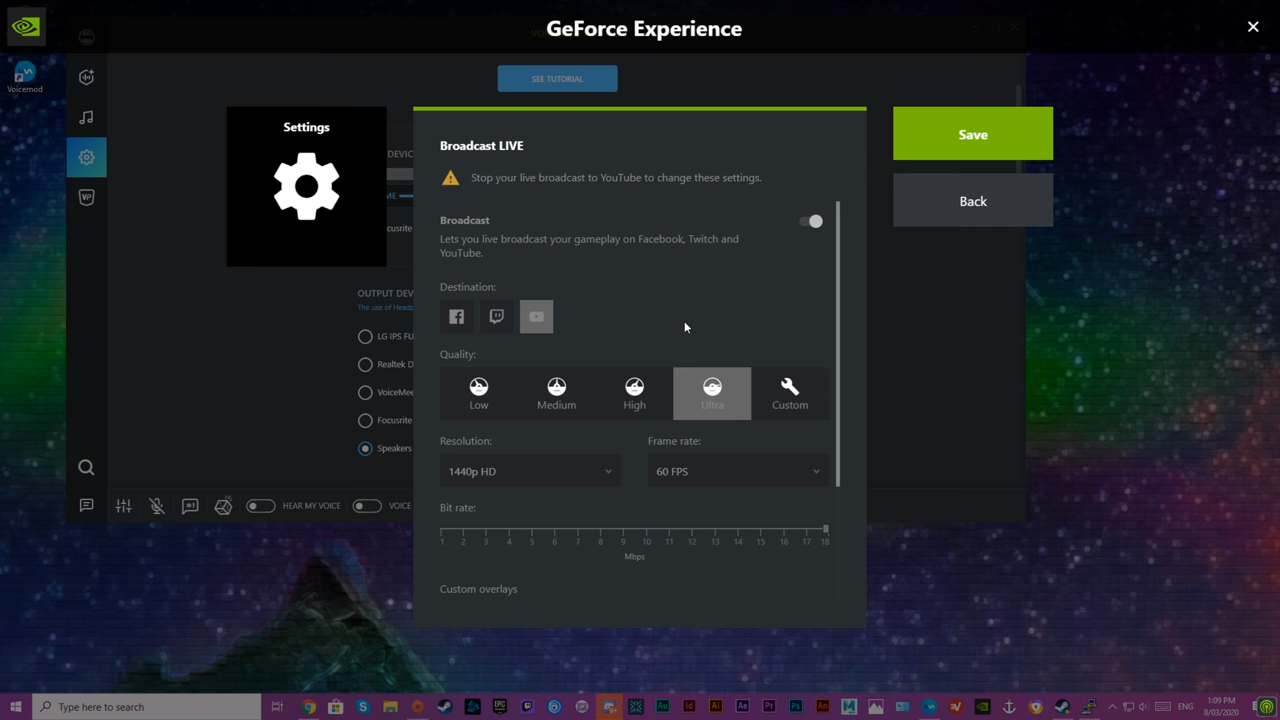 GeForce Experience
Voicemod
SEE TUTORIAL
Settings
Save
Back
Broadcast LIVE
Stop your live broadcast to YouTube to change these settings.
Broadcast
Lets you live broadcast your gameplay on Facebook, Twitch and
YouTube.
Destination:
Quality:
Low
Medium
High
Ultra
Custom
Resolution:
Frame rate:
1440p HD
60 FPS
Bit rate:
1 2 3 4 5 6 7 8 9 10 11 12 13 14 15 16 17 18
Mbps
Custom overlays
DEVIC
ME
cusrite
OUTPUT DEV
The use of Headp
LG IPS FU
Realtek D
VoiceMee
Focusrite
Speakers
HEAR MY VOICE
VOICE
Type here to search
ENG
1:09 PM
8/03/2020